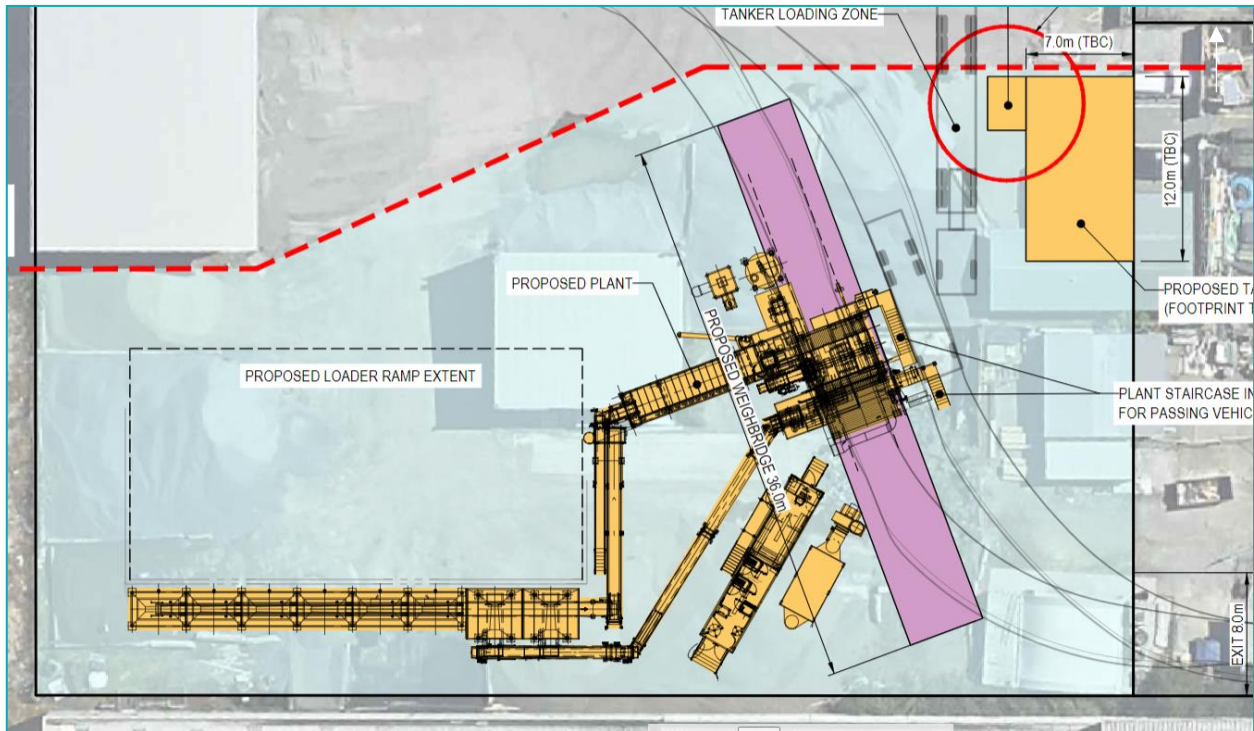 TANKER LOADING ZONE
7.0m (TBC)
12.0m (TBC)
PROPOSED PLANT
PROPOSED TA
(FOOTPRINT T
PROPOSED WEIGHBRIDGE 36.0m
PROPOSED LOADER RAMP EXTENT
PLANT STAIRCASE IN
FOR PASSING VEHIC
EXIT 8.0m